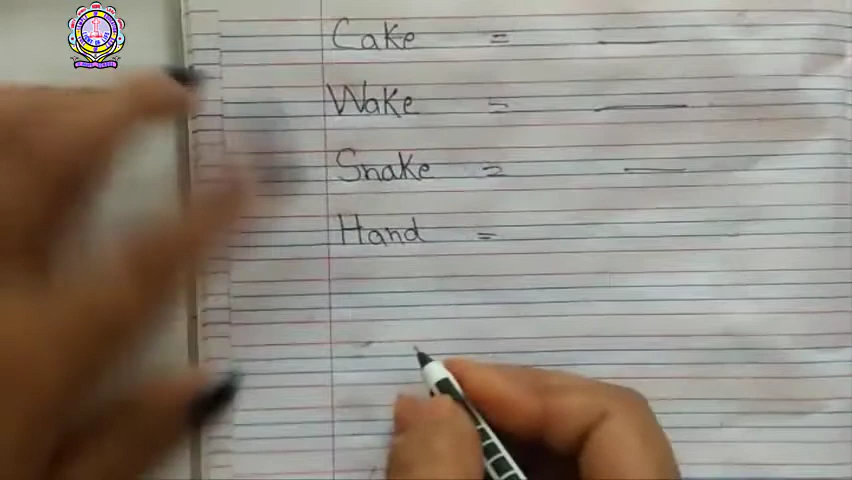 Cake = —
Wake = —
Snake = —
Hand =